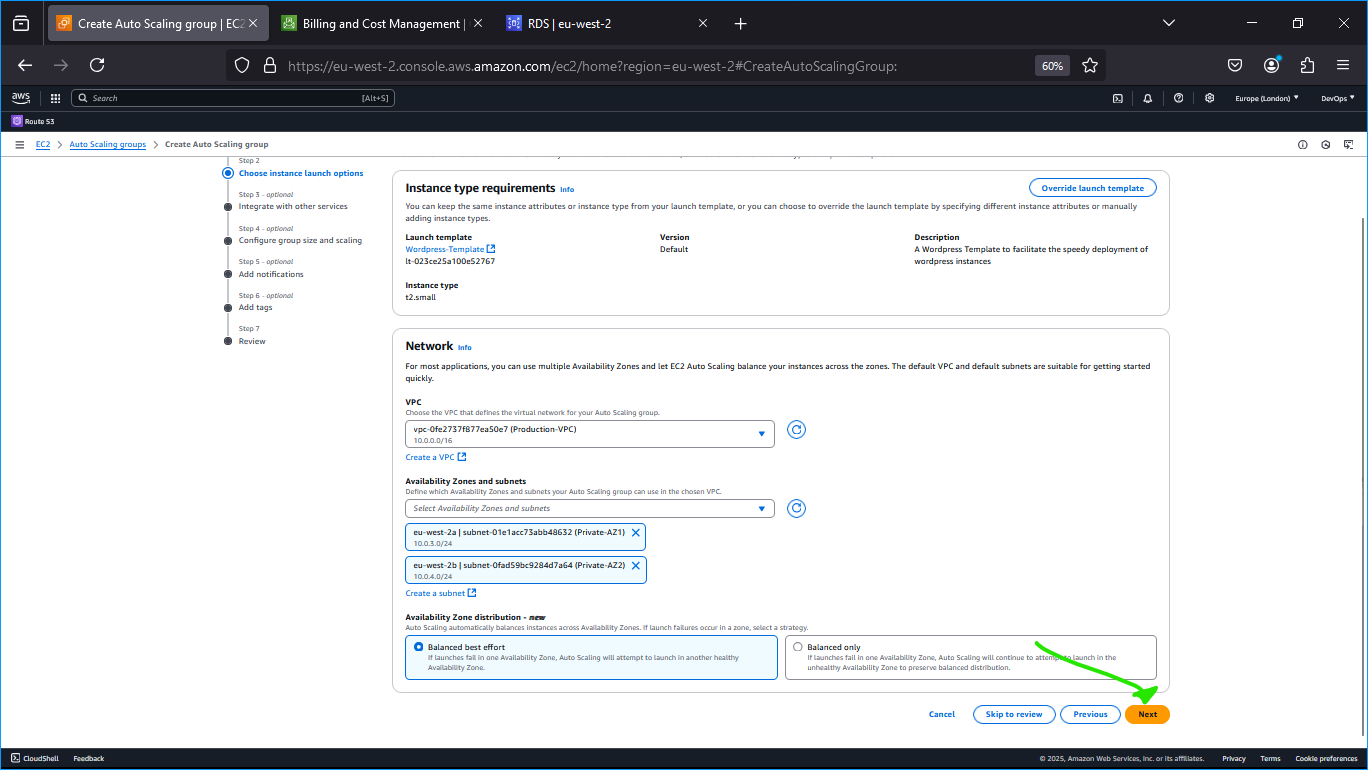 Create Auto Scaling group | EC2
Billing and Cost Management |
RDS | eu-west-2
https://eu-west-2.console.aws.amazon.com/ec2/home?region=eu-west-2#CreateAutoScalingGroup:
60%
aws
Search
[Alt+S]
Europe (London)
DevOps
Route 53
EC2
Auto Scaling groups
Create Auto Scaling group
Step 2
Choose instance launch options
Step 3 - optional
Integrate with other services
Step 4 - optional
Configure group size and scaling
Step 5 - optional
Add notifications
Step 6 - optional
Add tags
Step 7
Review
Instance type requirements Info
Override launch template
You can keep the same instance attributes or instance type from your launch template, or you can choose to override the launch template by specifying different instance attributes or manually
adding instance types.
Launch template
Wordpress-Template
lt-023ce25a100e52767
Version
Default
Description
A Wordpress Template to facilitate the speedy deployment of
wordpress instances
Instance type
t2.small
Network Info
For most applications, you can use multiple Availability Zones and let EC2 Auto Scaling balance your instances across the zones. The default VPC and default subnets are suitable for getting started
quickly.
VPC
Choose the VPC that defines the virtual network for your Auto Scaling group.
vpc-0fe2737f877ea50e7 (Production-VPC)
10.0.0.0/16
Create a VPC
Availability Zones and subnets
Define which Availability Zones and subnets your Auto Scaling group can use in the chosen VPC.
Select Availability Zones and subnets
eu-west-2a | subnet-01e1acc73abb48632 (Private-AZ1)
10.0.3.0/24
eu-west-2b | subnet-0fad59bc9284d7a64 (Private-AZ2)
10.0.4.0/24
Create a subnet
Availability Zone distribution - new
Auto Scaling automatically balances instances across Availability Zones. If launch failures occur in a zone, select a strategy.
Balanced best effort
If launches fail in one Availability Zone, Auto Scaling will attempt to launch in another healthy
Availability Zone.
Balanced only
If launches fail in one Availability Zone, Auto Scaling will continue to attempt to launch in the
unhealthy Availability Zone to preserve balanced distribution.
Cancel
Skip to review
Previous
Next
CloudShell
Feedback
© 2025, Amazon Web Services, Inc. or its affiliates.
Privacy
Terms
Cookie preferences